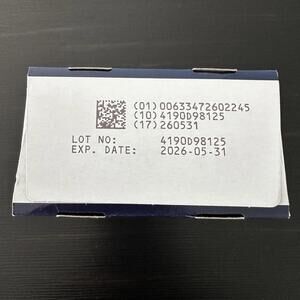 (01)00633472602245
(10)4190D98125
(17)260531
LOT NO: 4190D98125
EXP. DATE: 2026-05-31